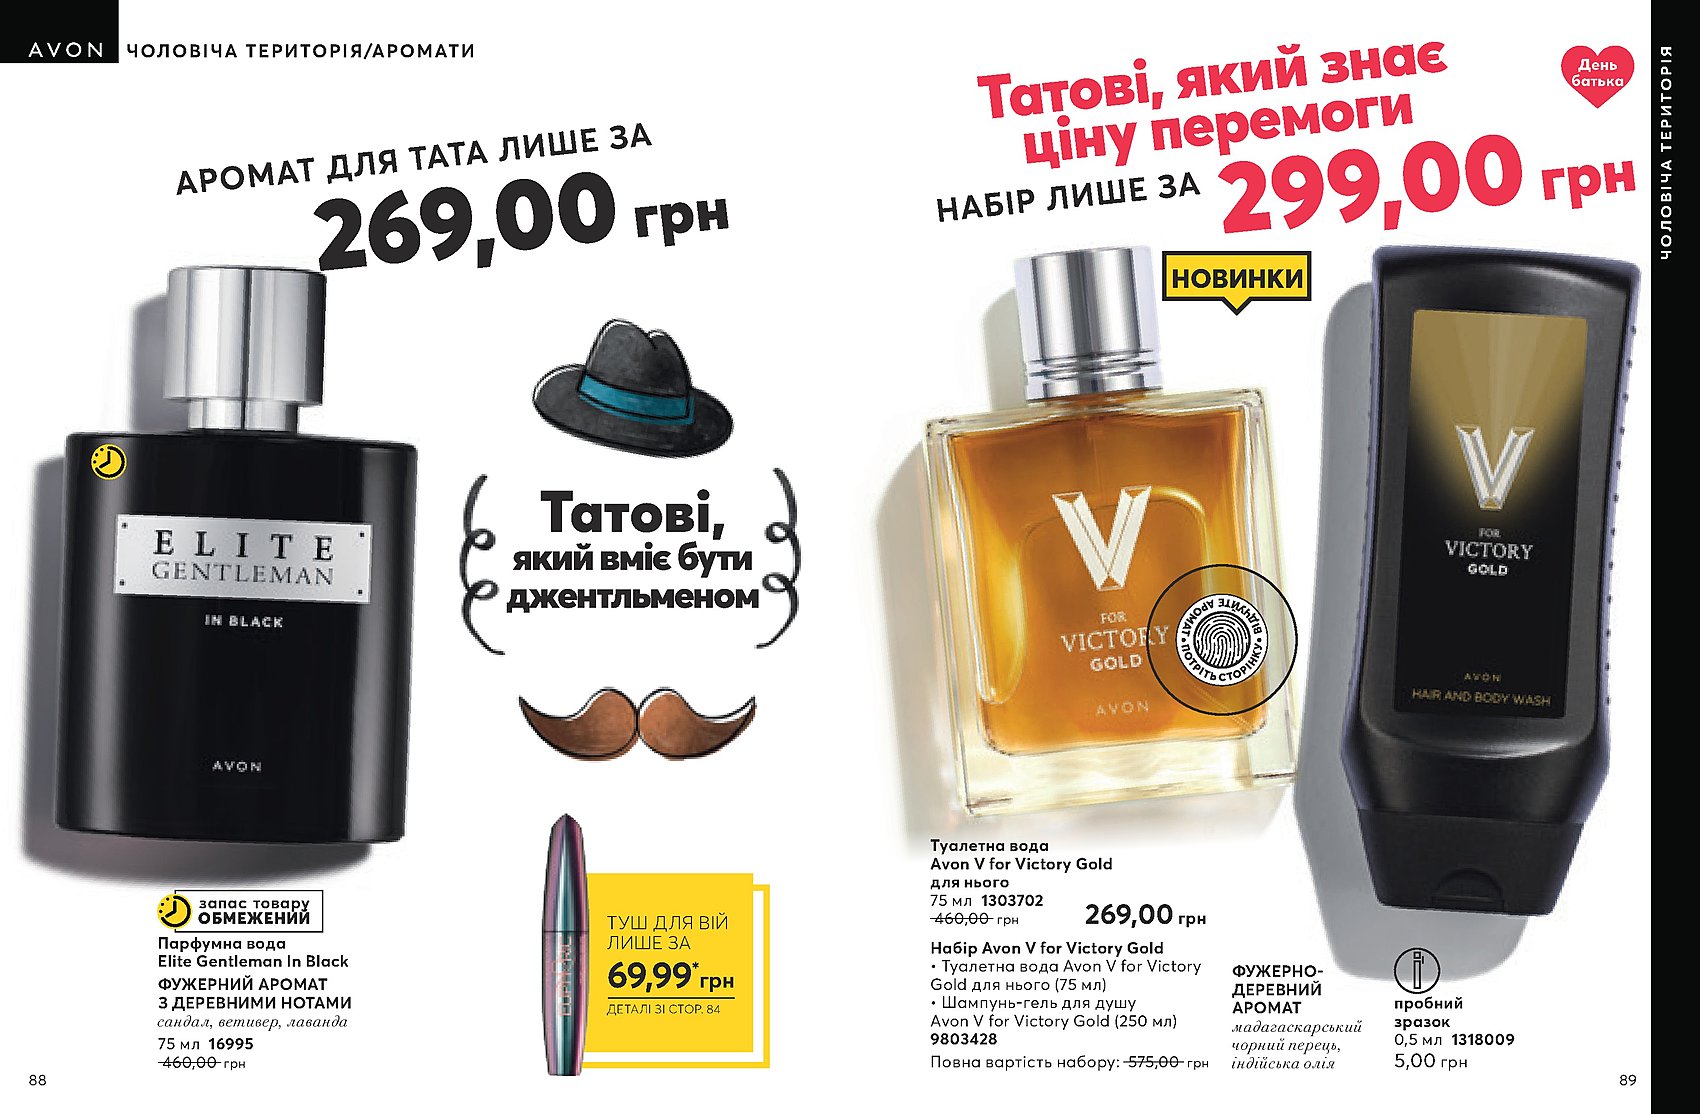 AVON ЧОЛОВІЧА ТЕРИТОРІЯ/АРОМАТИ
АРОМАТ ДЛЯ ТАТА ЛИШЕ ЗА
269,00 грн
ELITE
GENTLEMAN
IN BLACK
AVON
Татові,
який вміє бути
джентльменом
запас товару
ОБМЕЖЕНИЙ
Парфумна вода
Elite Gentleman In Black
ФУЖЕРНИЙ АРОМАТ
З ДЕРЕВНИМИ НОТАМИ
сандал, ветивер, лаванда
75 мл 16995
460,00 грн
ТУШ ДЛЯ ВІЙ
ЛИШЕ ЗА
69,99* грн
ДЕТАЛІ ЗІ СТОР. 84
88
Татові, який знає
ціну перемоги
НАБІР ЛИШЕ ЗА 299,00 грн
День
батька
ЧОЛОВІЧА ТЕРИТОРІЯ
НОВИНКИ
V
FOR
VICTORY
GOLD
AVON
ВІДЧУЙТЕ АРОМАТ • ПОТРІТЬ СТОРІНКУ •
V
FOR
VICTORY
GOLD
AVON
HAIR AND BODY WASH
Туалетна вода
Avon V for Victory Gold
для нього
75 мл 1303702
460,00 грн 269,00 грн
Набір Avon V for Victory Gold
• Туалетна вода Avon V for Victory
Gold для нього (75 мл)
• Шампунь-гель для душу
Avon V for Victory Gold (250 мл)
9803428
Повна вартість набору: 575,00 грн
ФУЖЕРНО-
ДЕРЕВНИЙ
АРОМАТ
мадагаскарський
чорний перець,
індійська олія
пробний
зразок
0,5 мл 1318009
5,00 грн
89